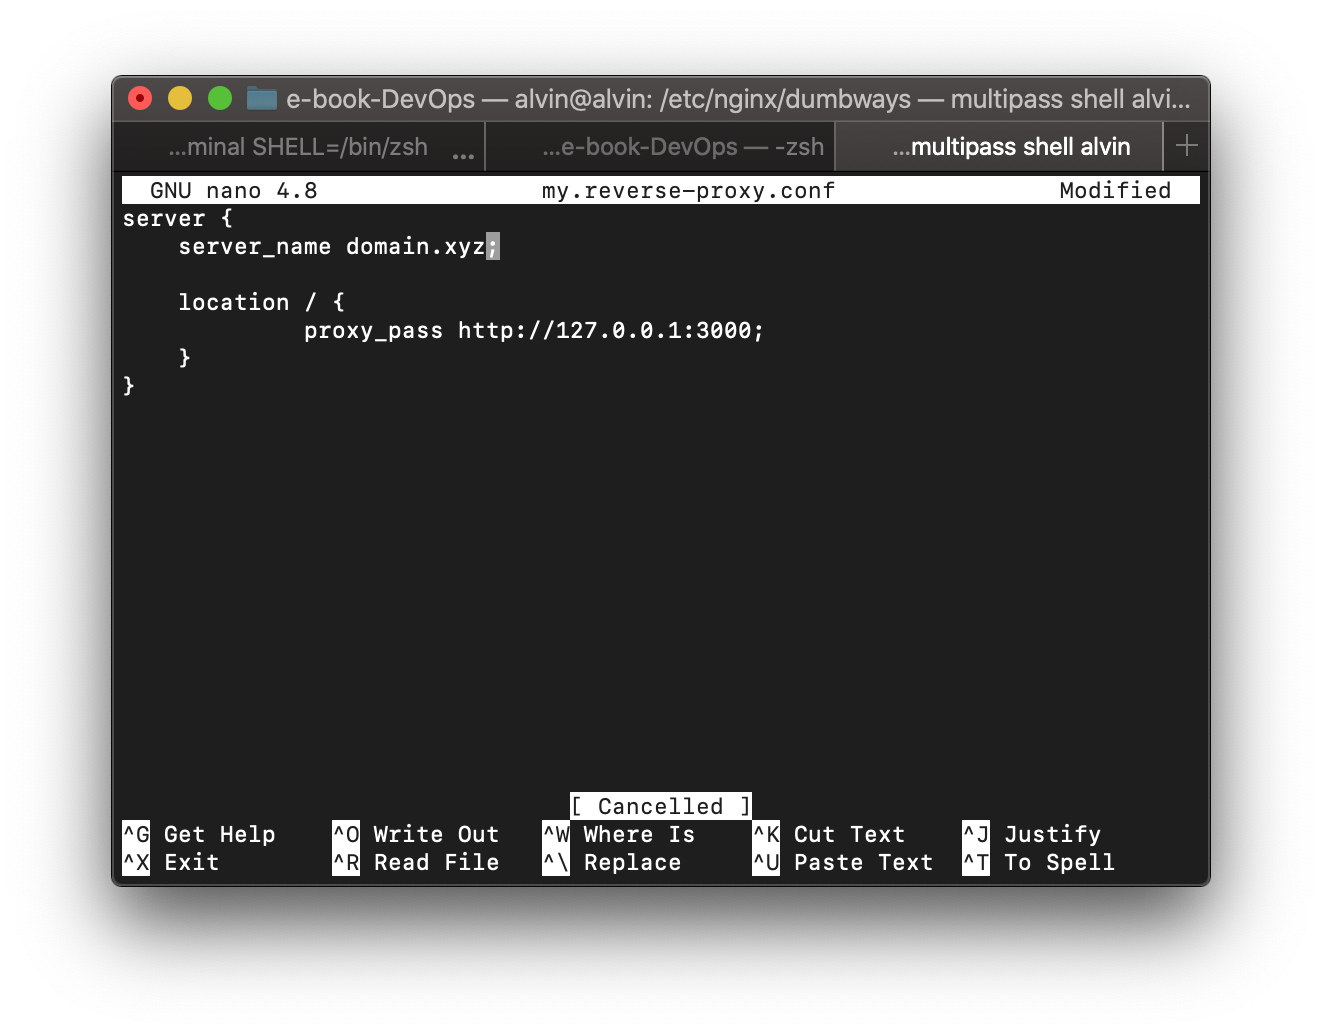 e-book-DevOps — alvin@alvin: /etc/nginx/dumbways — multipass shell alvi...
...minal SHELL=/bin/zsh ... ...e-book-DevOps — -zsh ...multipass shell alvin +
GNU nano 4.8 my.reverse-proxy.conf Modified
server {
    server_name domain.xyz;
    location / {
             proxy_pass http://127.0.0.1:3000;
    }
}
[ Cancelled ]
^G Get Help ^O Write Out ^W Where Is ^K Cut Text ^J Justify
^X Exit ^R Read File ^\ Replace ^U Paste Text ^T To Spell